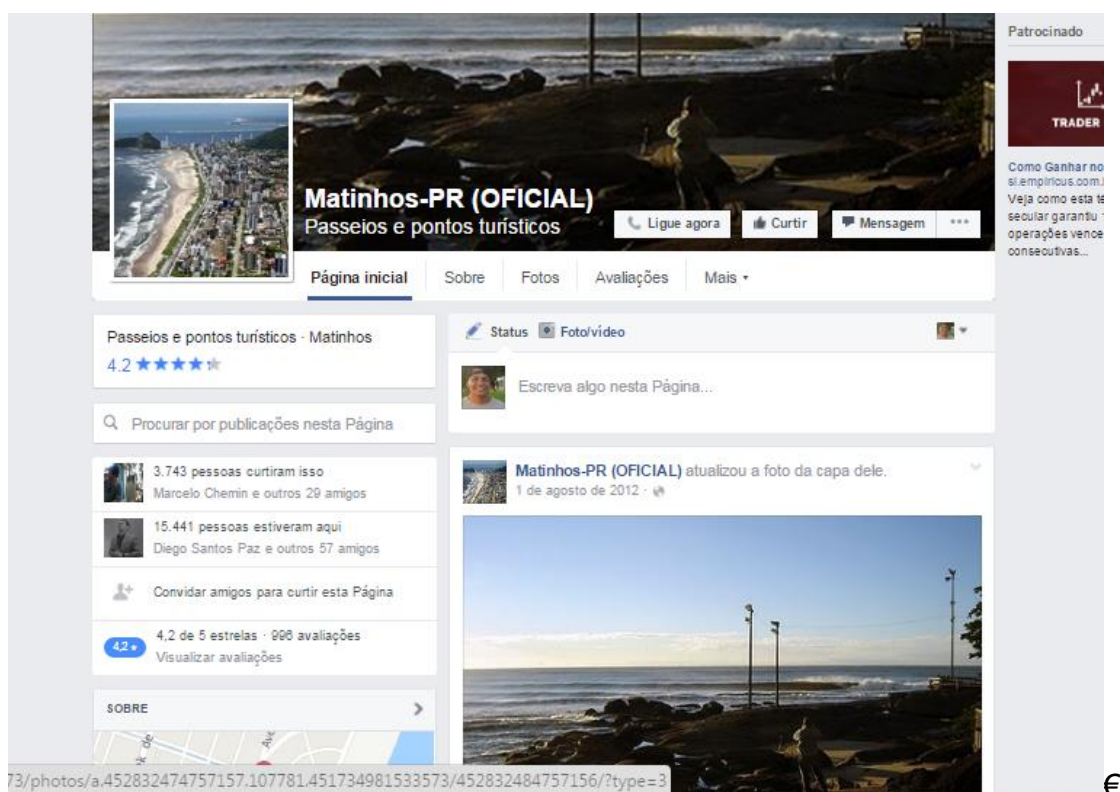 Patrocinado
TRADER
Como Ganhar no
si.empiricus.com.
Veja como esta
secular garantiu
operações
consecutivas...
Matinhos-PR (OFICIAL)
Passeios e pontos turísticos
Ligue agora
Curtir
Mensagem
Página inicial
Sobre
Fotos
Avaliações
Mais
Passeios e pontos turísticos · Matinhos
4.2
Status
Foto/vídeo
Escreva algo nesta Página...
Procurar por publicações nesta Página
3.743 pessoas curtiram isso
Marcelo Chemin e outros 29 amigos
15.441 pessoas estiveram aqui
Diego Santos Paz e outros 57 amigos
Convidar amigos para curtir esta Página
4,2
4,2 de 5 estrelas · 996 avaliações
Visualizar avaliações
SOBRE
Matinhos-PR (OFICIAL) atualizou a foto da capa dele.
1 de agosto de 2012 ·
de
Ave
73/photos/a.452832474757157.107781.451734981533573/452832484757156/?type=3
€